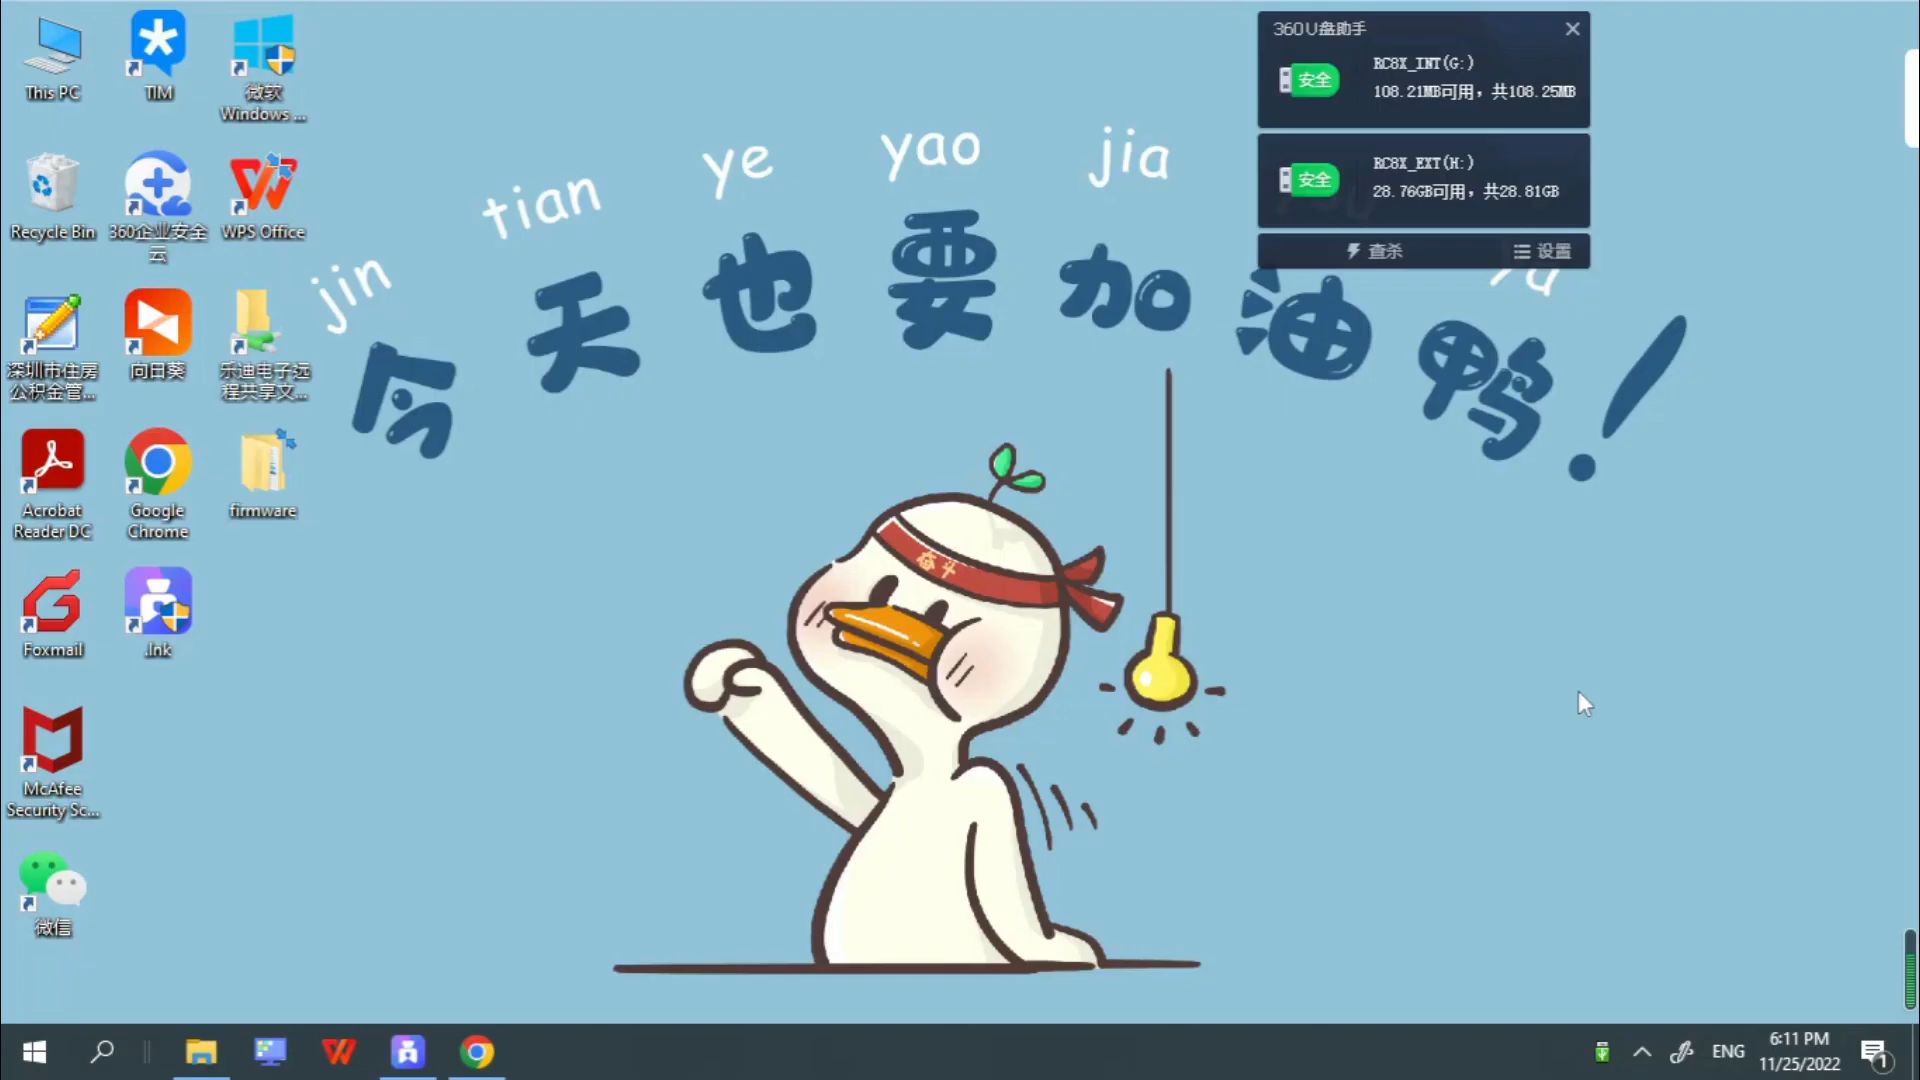 This PC
TIM
微软
Windows ...
Recycle Bin
360企业安全
云
WPS Office
深圳市住房
公积金管...
向日葵
乐迪电子远
程共享文...
Acrobat
Reader DC
Google
Chrome
firmware
Foxmail
.lnk
McAfee
Security Sc...
微信
jin tian ye yao jia
今天也要加油鸭！
奋斗
360U盘助手
安全
RC8X_INT(G:)
108.21MB可用，共108.25MB
安全
RC8X_EXT(H:)
28.76GB可用，共28.81GB
查杀
设置
ENG
6:11 PM
11/25/2022
1